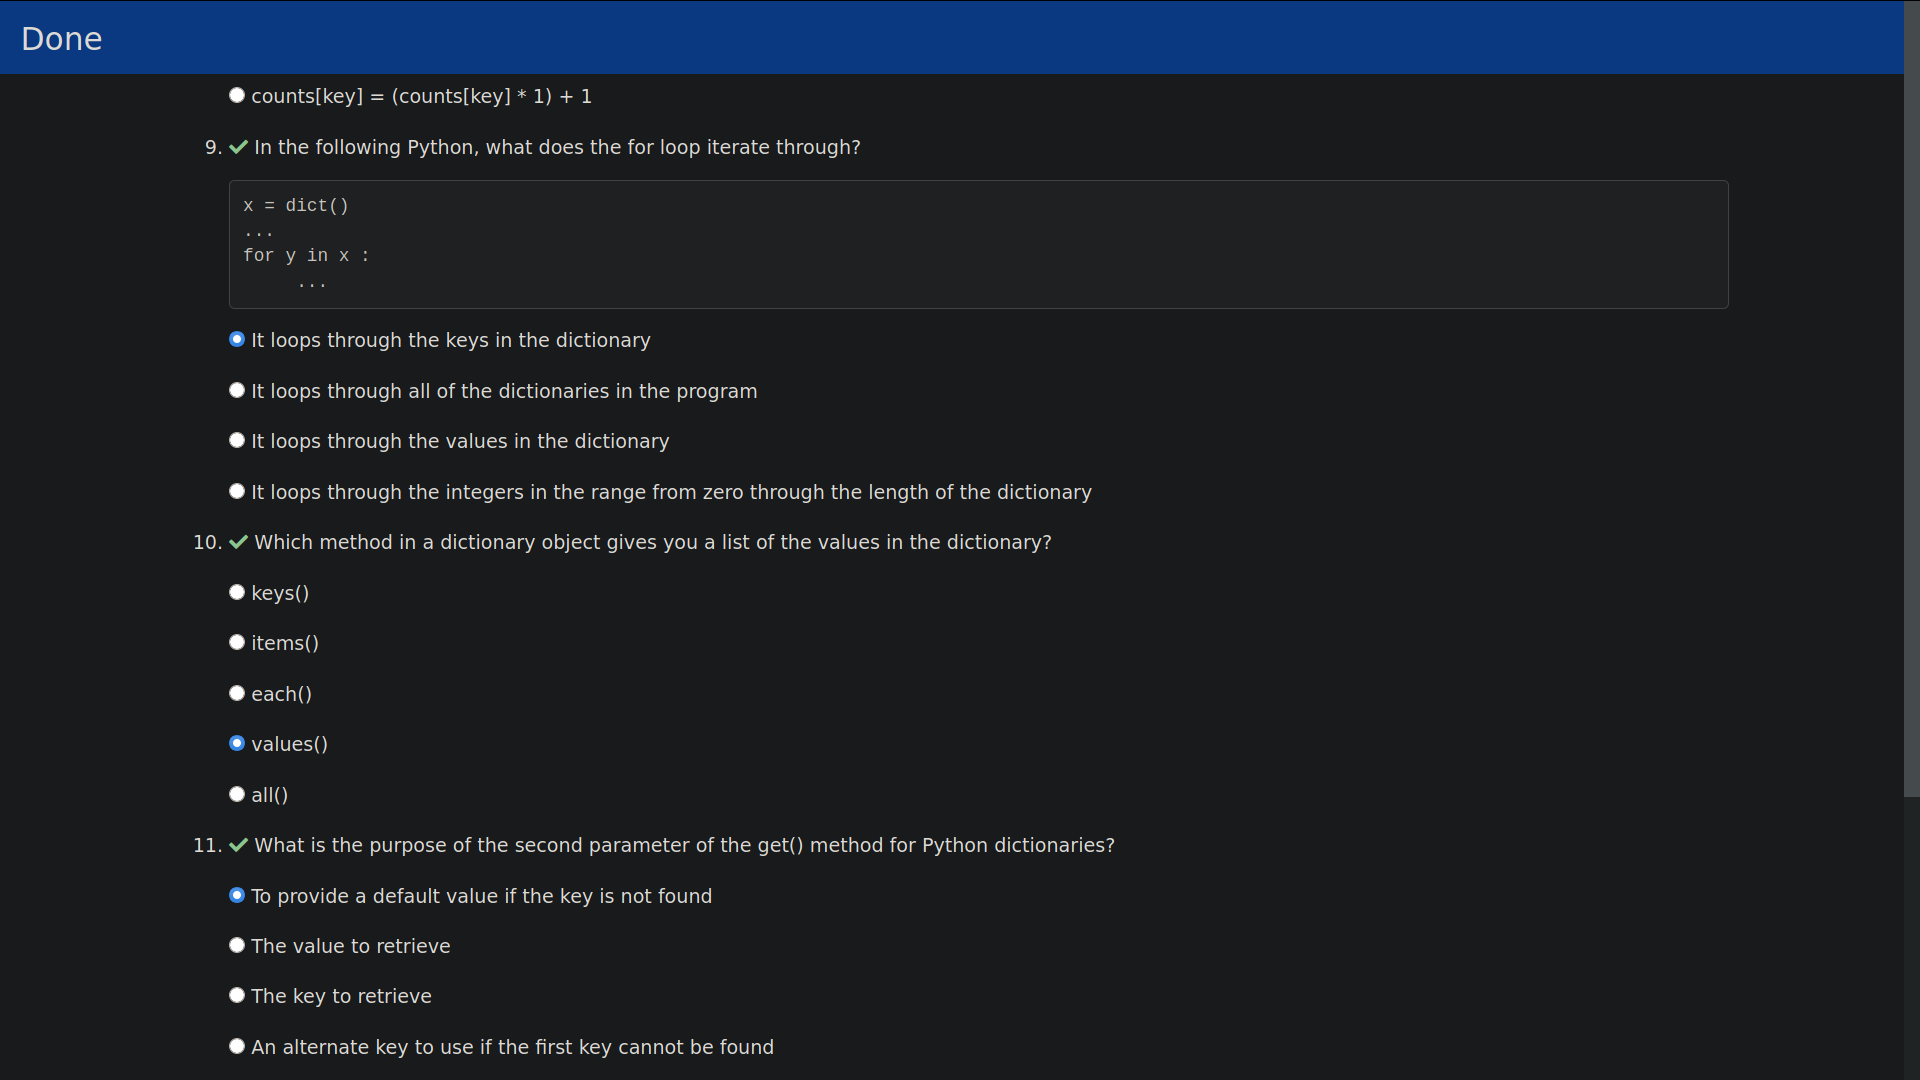 Done
counts[key] = (counts[key] * 1) + 1
9. In the following Python, what does the for loop iterate through?
x = dict()
...
for y in x :
...
It loops through the keys in the dictionary
It loops through all of the dictionaries in the program
It loops through the values in the dictionary
It loops through the integers in the range from zero through the length of the dictionary
10. Which method in a dictionary object gives you a list of the values in the dictionary?
keys()
items()
each()
values()
all()
11. What is the purpose of the second parameter of the get() method for Python dictionaries?
To provide a default value if the key is not found
The value to retrieve
The key to retrieve
An alternate key to use if the first key cannot be found